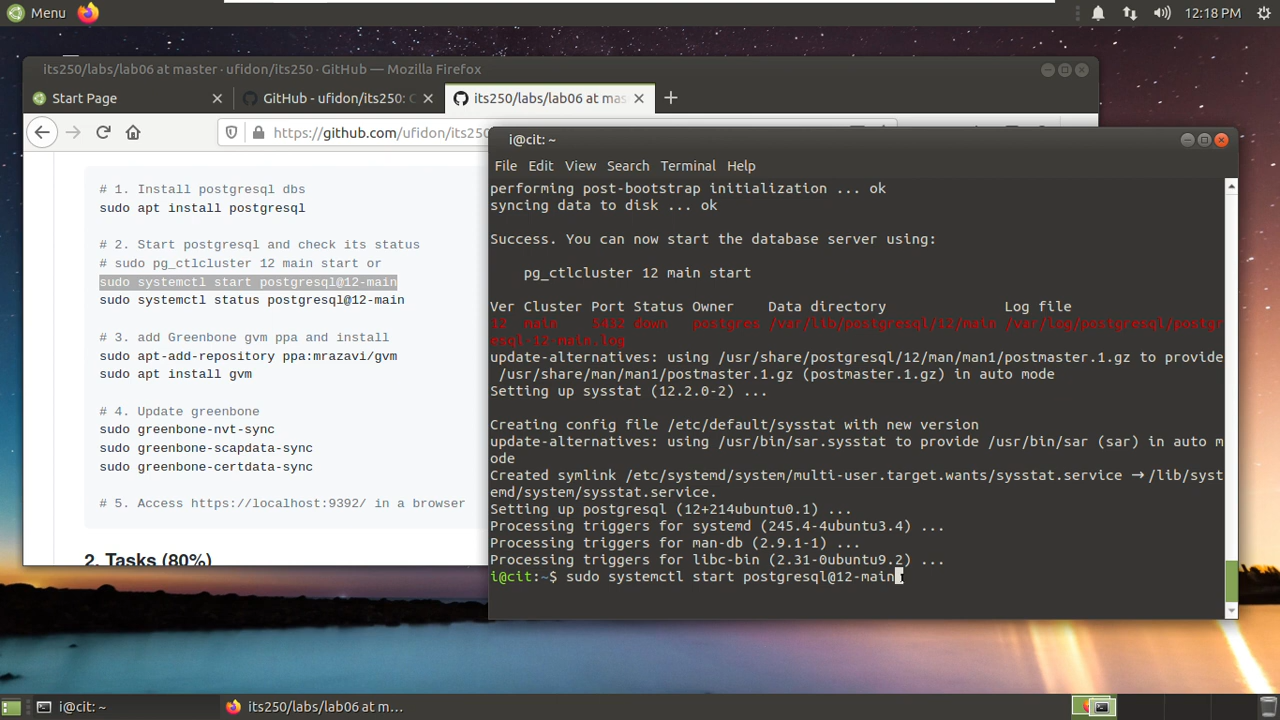 Menu
12:18 PM
its250/labs/lab06 at master · ufidon/its250 · GitHub — Mozilla Firefox
Start Page
GitHub - ufidon/its250: C
its250/labs/lab06 at mas
https://github.com/ufidon/its250
# 1. Install postgresql dbs
sudo apt install postgresql
# 2. Start postgresql and check its status
# sudo pg_ctlcluster 12 main start or
sudo systemctl start postgresql@12-main
sudo systemctl status postgresql@12-main
# 3. add Greenbone gvm ppa and install
sudo apt-add-repository ppa:mrazavi/gvm
sudo apt install gvm
# 4. Update greenbone
sudo greenbone-nvt-sync
sudo greenbone-scapdata-sync
sudo greenbone-certdata-sync
# 5. Access https://localhost:9392/ in a browser
2. Tasks (80%)
i@cit: ~
File Edit View Search Terminal Help
performing post-bootstrap initialization ... ok
syncing data to disk ... ok
Success. You can now start the database server using:
pg_ctlcluster 12 main start
Ver Cluster Port Status Owner Data directory Log file
12 main 5432 down postgres /var/lib/postgresql/12/main /var/log/postgresql/postgr
esql-12-main.log
update-alternatives: using /usr/share/postgresql/12/man/man1/postmaster.1.gz to provide
/usr/share/man/man1/postmaster.1.gz (postmaster.1.gz) in auto mode
Setting up sysstat (12.2.0-2) ...
Creating config file /etc/default/sysstat with new version
update-alternatives: using /usr/bin/sar.sysstat to provide /usr/bin/sar (sar) in auto m
ode
Created symlink /etc/systemd/system/multi-user.target.wants/sysstat.service → /lib/syst
emd/system/sysstat.service.
Setting up postgresql (12+214ubuntu0.1) ...
Processing triggers for systemd (245.4-4ubuntu3.4) ...
Processing triggers for man-db (2.9.1-1) ...
Processing triggers for libc-bin (2.31-0ubuntu9.2) ...
i@cit:~$ sudo systemctl start postgresql@12-main
i@cit: ~
its250/labs/lab06 at m...